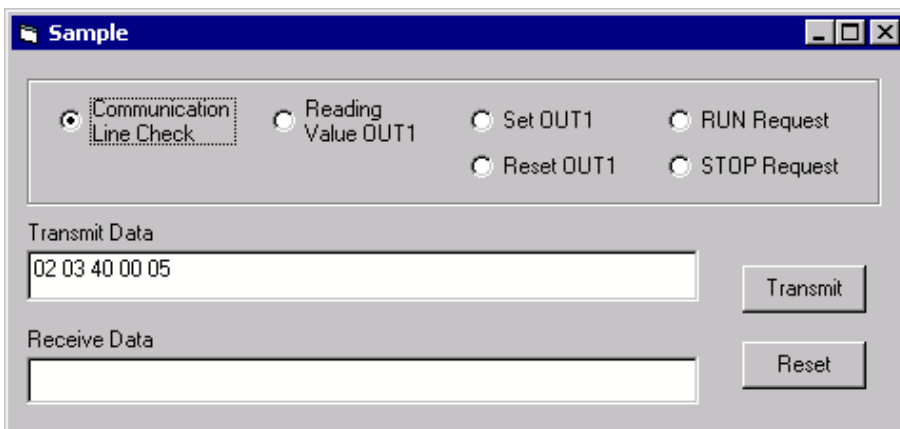 Sample
Communication
Line Check
Reading
Value OUT1
Set OUT1
Reset OUT1
RUN Request
STOP Request
Transmit Data
02 03 40 00 05
Transmit
Receive Data
Reset